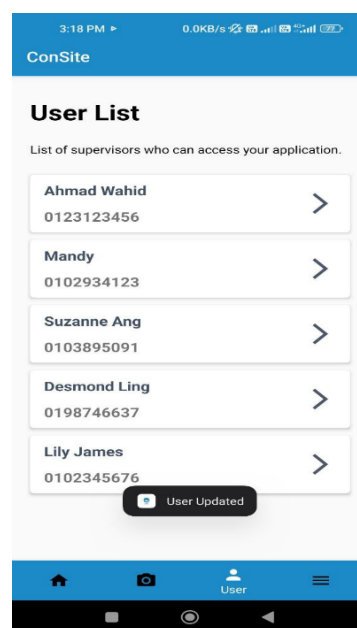 3:18 PM 0.0KB/s
ConSite
User List
List of supervisors who can access your application.
Ahmad Wahid
0123123456
Mandy
0102934123
Suzanne Ang
0103895091
Desmond Ling
0198746637
Lily James
0102345676
User Updated
User